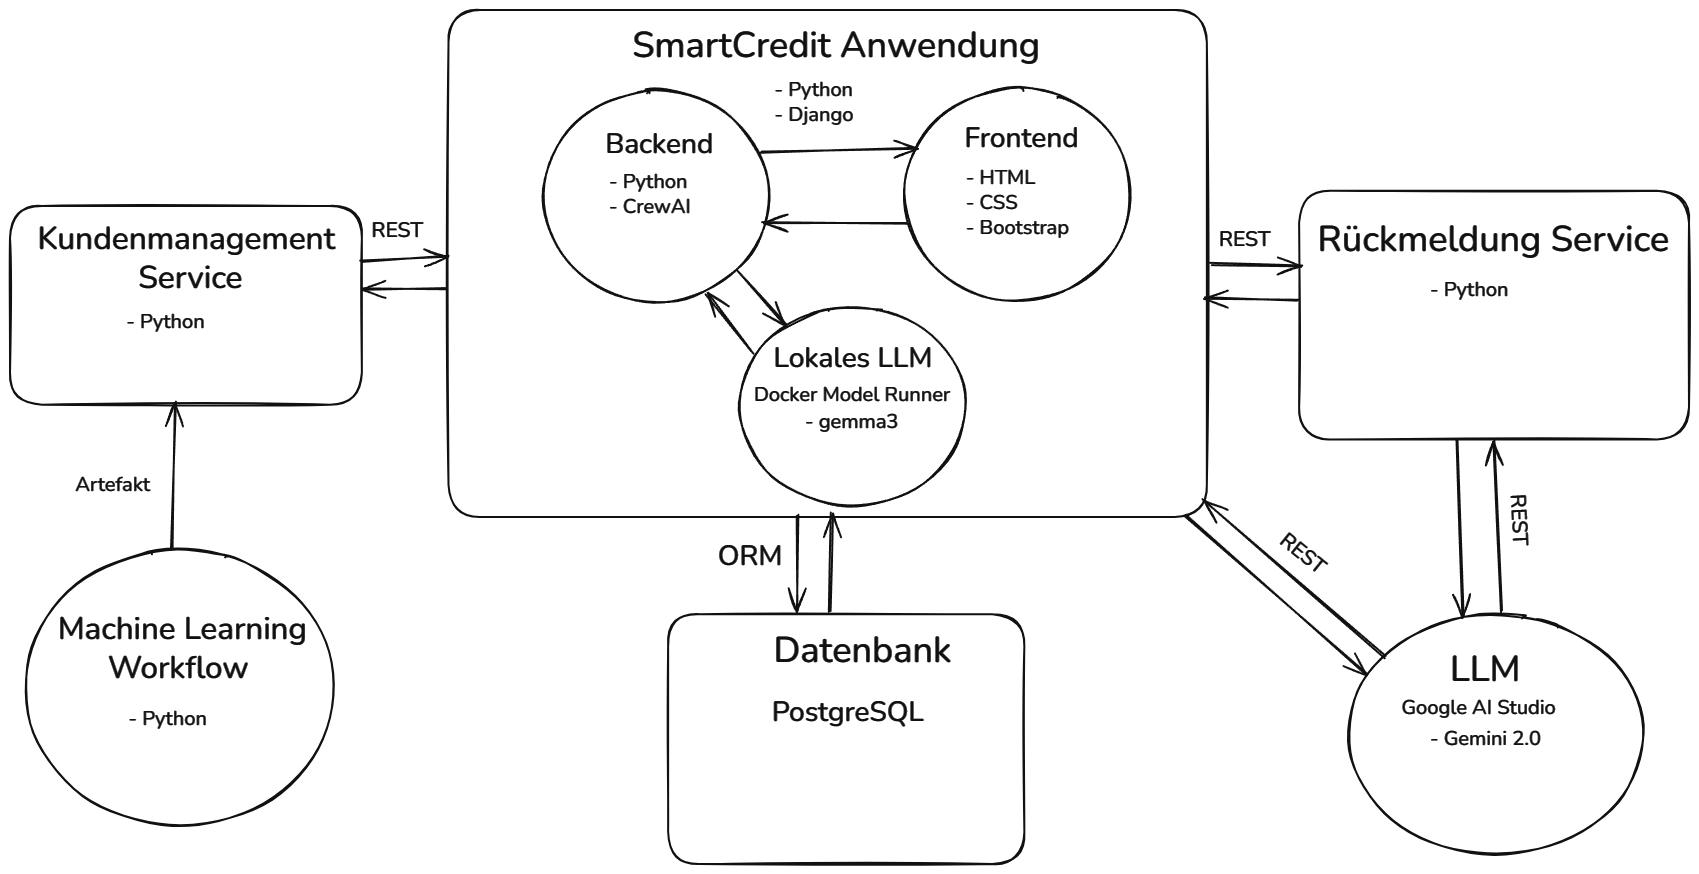 SmartCredit Anwendung
- Python
- Django
Backend
- Python
- CrewAI
Frontend
- HTML
- CSS
- Bootstrap
Lokales LLM
Docker Model Runner
- gemma3
Kundenmanagement
Service
- Python
REST
REST
Rückmeldung Service
- Python
Artefakt
Machine Learning
Workflow
- Python
ORM
Datenbank
PostgreSQL
REST
REST
LLM
Google AI Studio
- Gemini 2.0